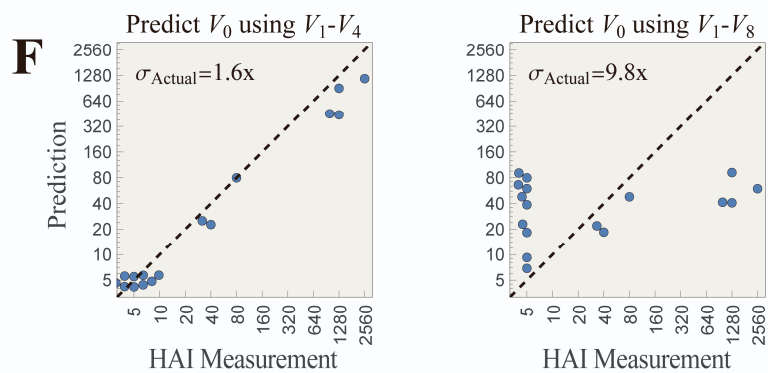 F
Predict V₀ using V₁-V₄
σActual=1.6x
Prediction
2560
1280
640
320
160
80
40
20
10
5
5 10 20 40 80 160 320 640 1280 2560
HAI Measurement
Predict V₀ using V₁-V₈
σActual=9.8x
2560
1280
640
320
160
80
40
20
10
5
5 10 20 40 80 160 320 640 1280 2560
HAI Measurement